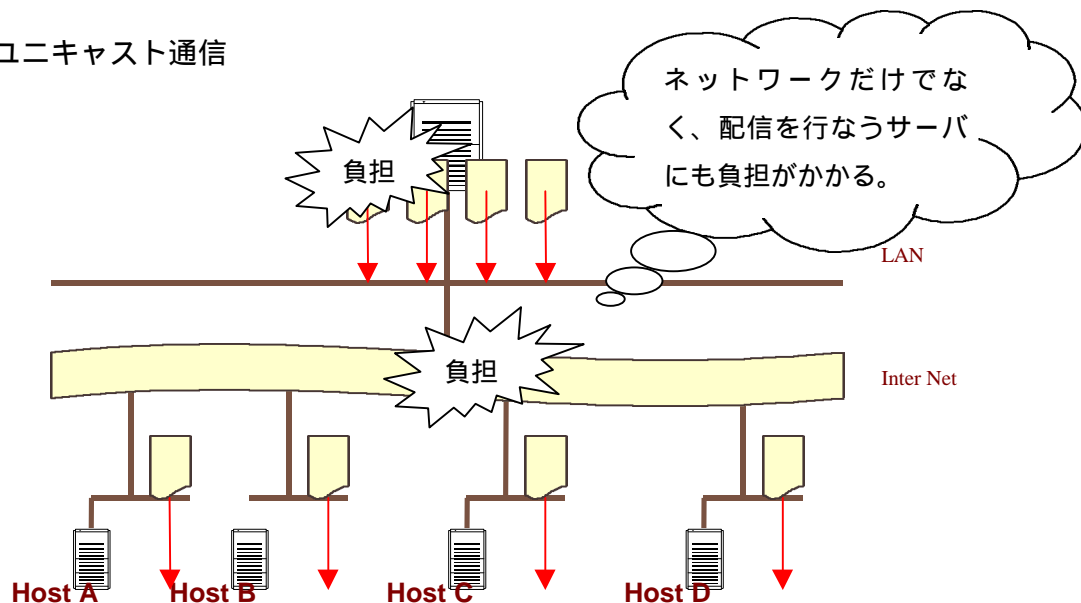 ユニキャスト通信
ネットワークだけでな
く、配信を行なうサーバ
にも負担がかかる。
負担
LAN
負担
Inter Net
Host A
Host B
Host C
Host D